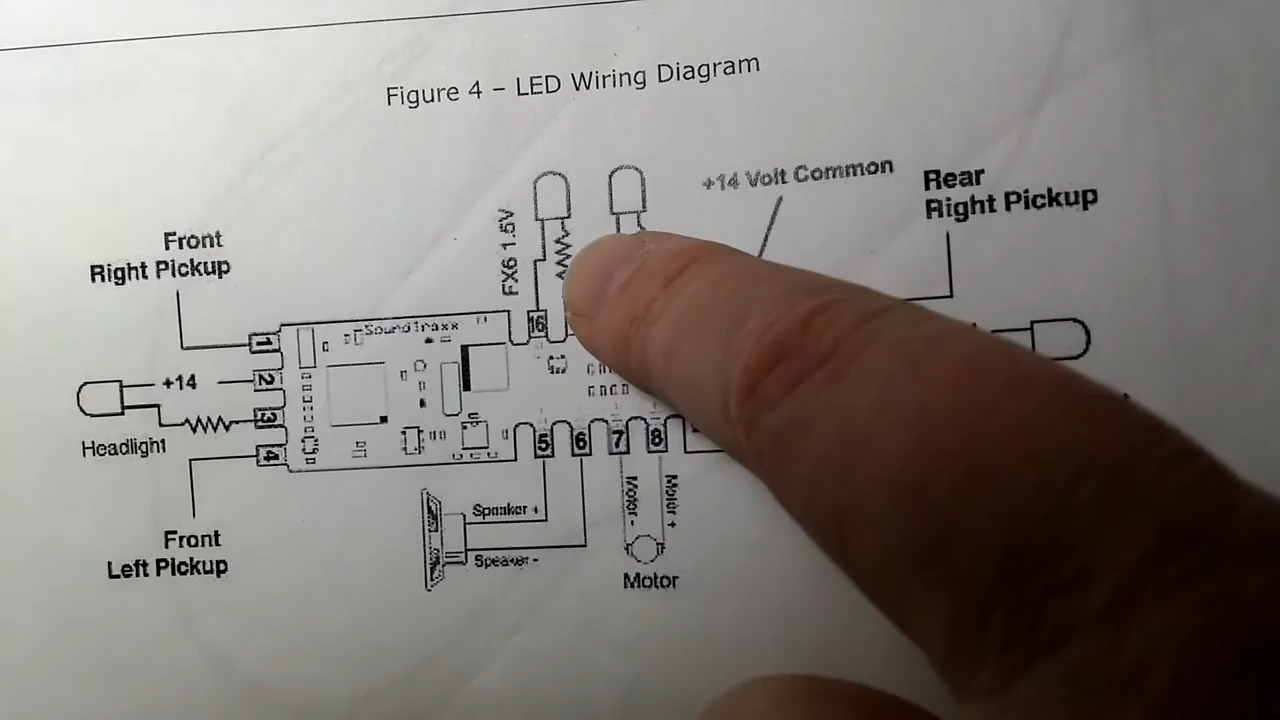 Figure 4 – LED Wiring Diagram
+14 Volt Common
Rear
Right Pickup
FX6 1.5V
Front
Right Pickup
16
SoundTraxx
1
+14
2
3
Headlight
4
5
6
7
8
Speaker +
Motor -
Motor +
Front
Left Pickup
Speaker -
Motor